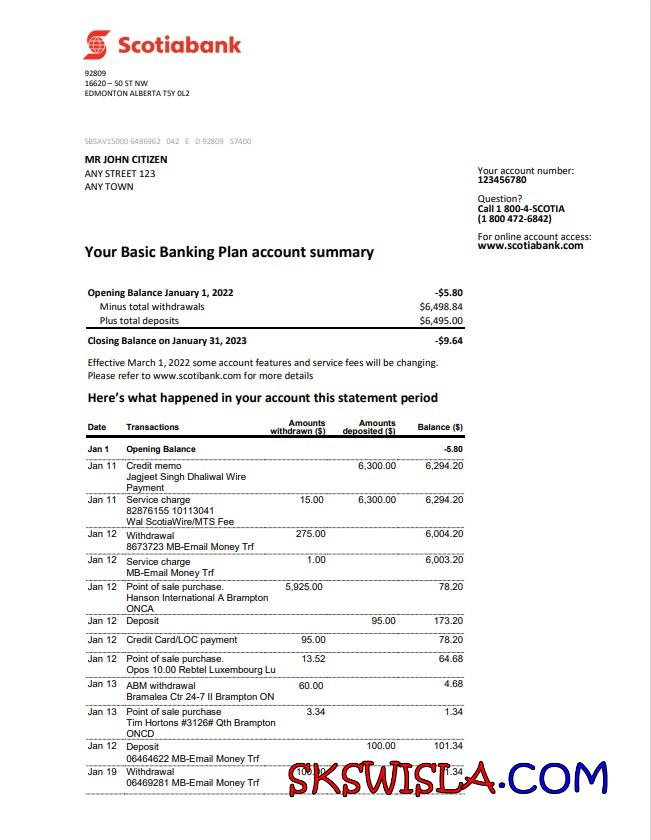 Scotiabank
92809
16620 – 50 ST NW
EDMONTON ALBERTA T5Y 0L2
SBSAV15000 6486962 042 E D 92809 57400
MR JOHN CITIZEN
ANY STREET 123
ANY TOWN
Your account number:
123456780
Question?
Call 1 800-4-SCOTIA
(1 800 472-6842)
For online account access:
www.scotiabank.com
Your Basic Banking Plan account summary
Opening Balance January 1, 2022 -$5.80
Minus total withdrawals $6,498.84
Plus total deposits $6,495.00
Closing Balance on January 31, 2023 -$9.64
Effective March 1, 2022 some account features and service fees will be changing.
Please refer to www.scotibank.com for more details
Here's what happened in your account this statement period
Date Transactions Amounts withdrawn ($) Amounts deposited ($) Balance ($)
Jan 1 Opening Balance -5.80
Jan 11 Credit memo 6,300.00 6,294.20
Jagjeet Singh Dhaliwal Wire
Payment
Jan 11 Service charge 15.00 6,300.00 6,294.20
82876155 10113041
Wal ScotiaWire/MTS Fee
Jan 12 Withdrawal 275.00 6,004.20
8673723 MB-Email Money Trf
Jan 12 Service charge 1.00 6,003.20
MB-Email Money Trf
Jan 12 Point of sale purchase. 5,925.00 78.20
Hanson International A Brampton
ONCA
Jan 12 Deposit 95.00 173.20
Jan 12 Credit Card/LOC payment 95.00 78.20
Jan 12 Point of sale purchase. 13.52 64.68
Opos 10.00 Rebtel Luxembourg Lu
Jan 13 ABM withdrawal 60.00 4.68
Bramalea Ctr 24-7 II Brampton ON
Jan 13 Point of sale purchase 3.34 1.34
Tim Hortons #3126# Qth Brampton
ONCD
Jan 12 Deposit 100.00 101.34
06464622 MB-Email Money Trf
Jan 19 Withdrawal 1.34
06469281 MB-Email Money Trf
SKSWISLA.COM